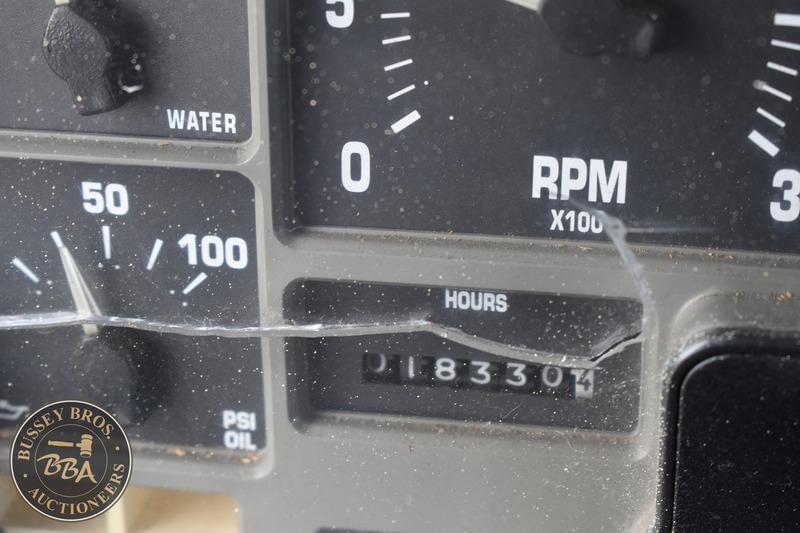 5
WATER
0
RPM
X100
3
50
100
HOURS
0183304
PSI
OIL
BUSSEY BROS.
BBA
AUCTIONEERS